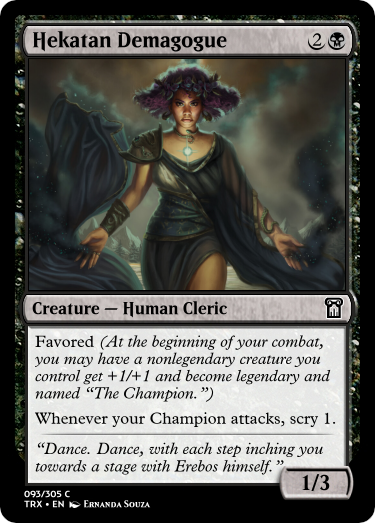 Hekatan Demagogue 2
Creature — Human Cleric
Favored (At the beginning of your combat,
you may have a nonlegendary creature you
control get +1/+1 and become legendary and
named “The Champion.”)
Whenever your Champion attacks, scry 1.
“Dance. Dance, with each step inching you
towards a stage with Erebos himself.”
1/3
093/305 C
TRX • EN Ernanda Souza